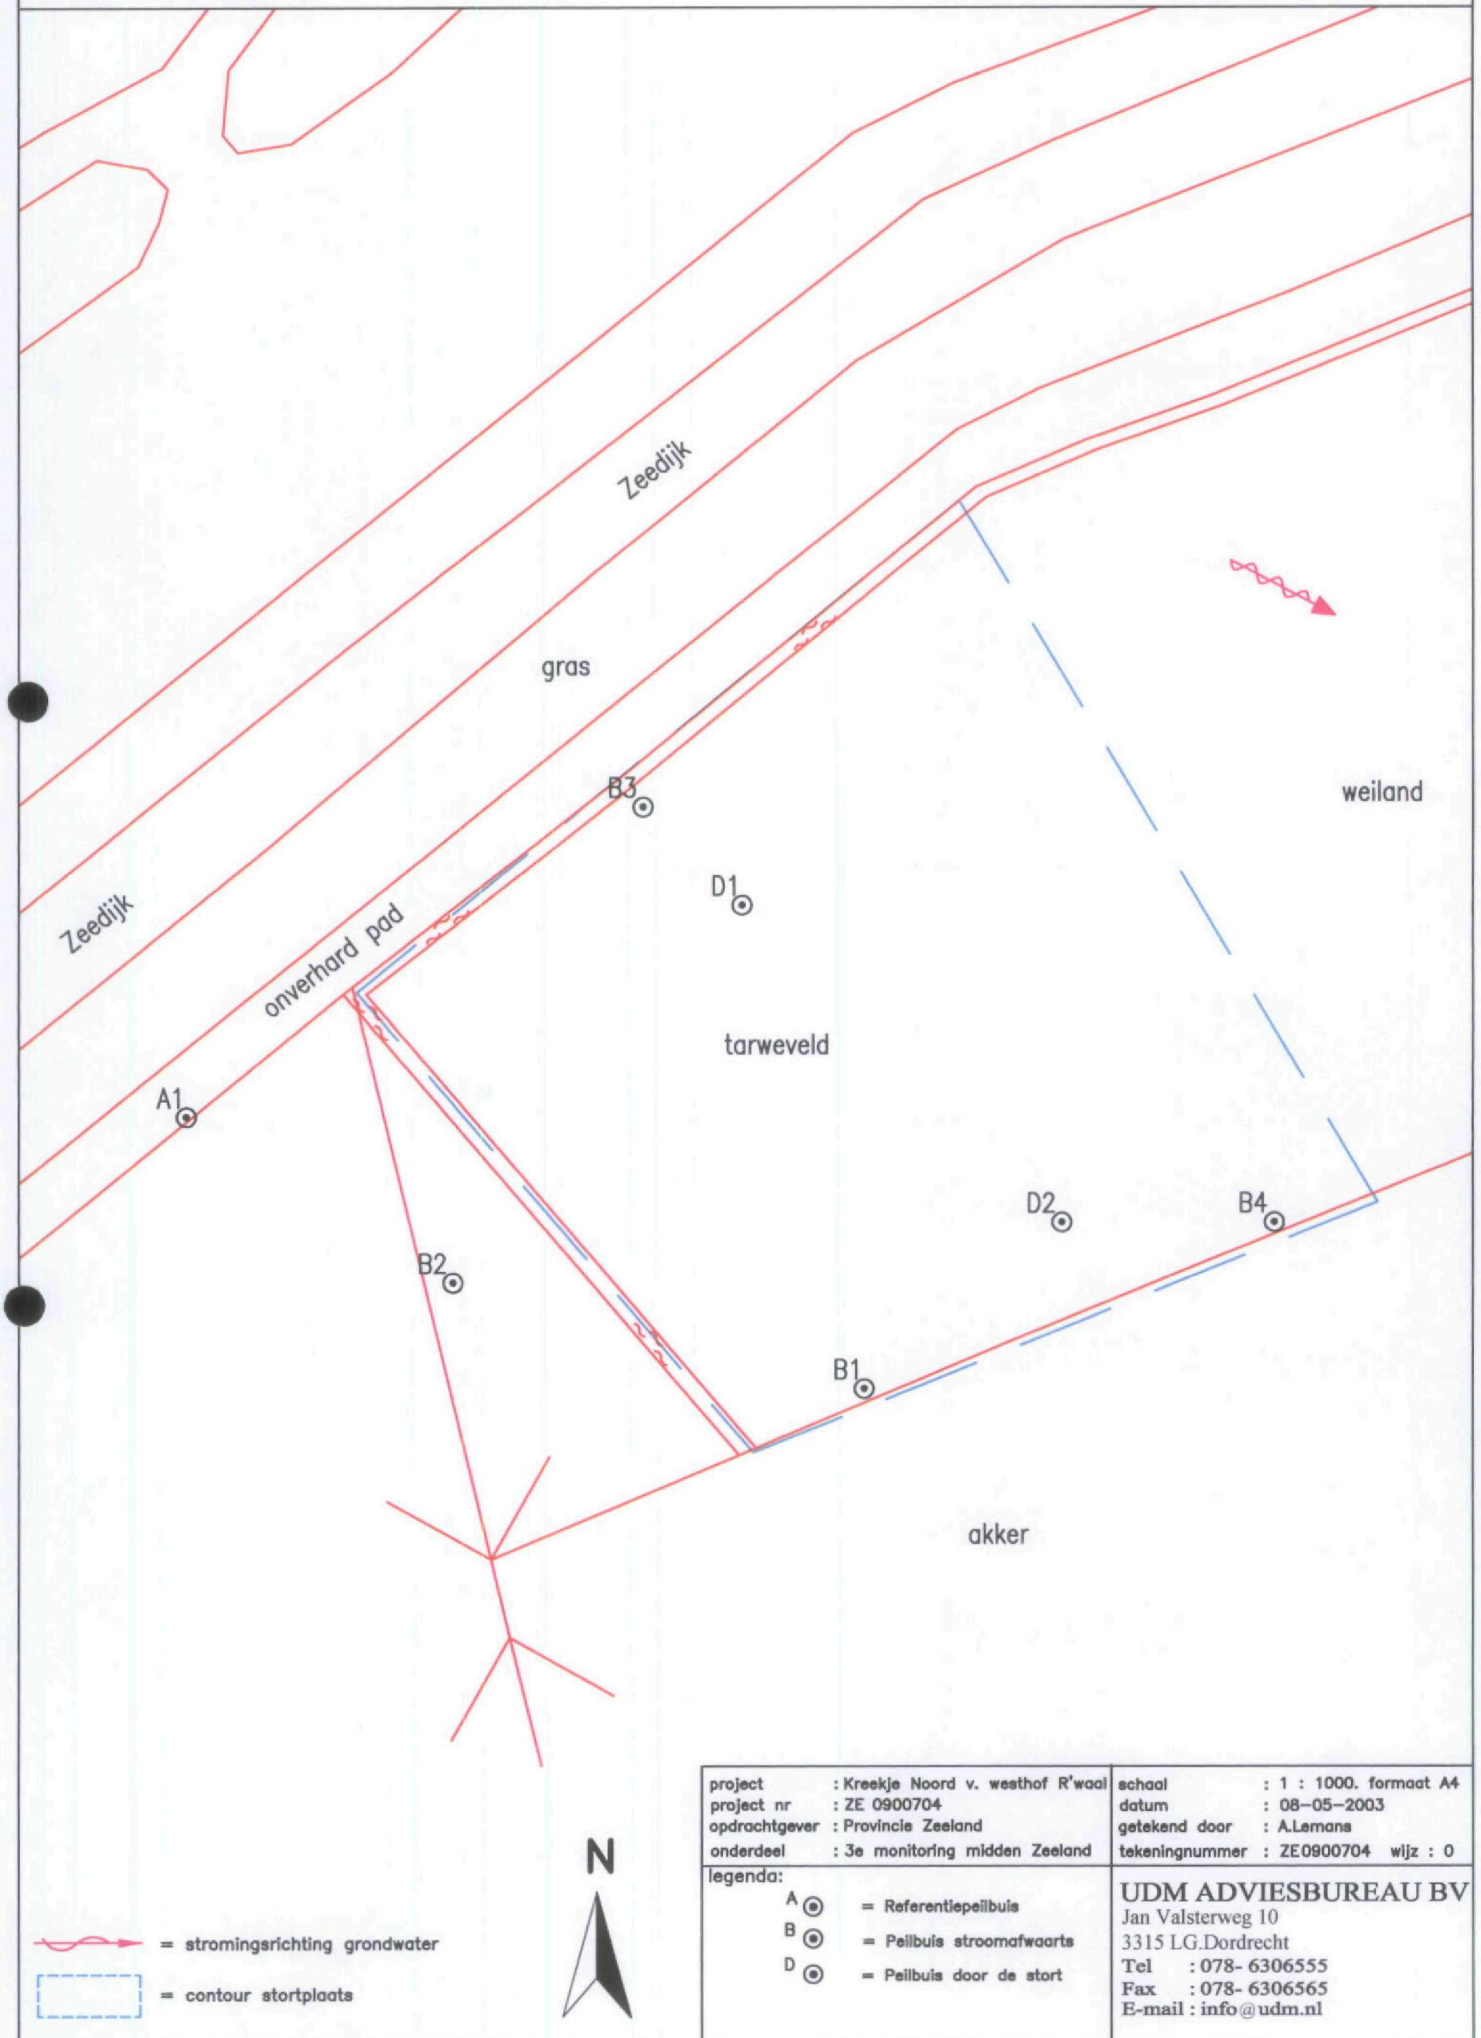 Zeedijk
gras
weiland
B3
D1
Zeedijk
onverhard pad
tarweveld
A1
D2
B4
B2
B1
akker
project : Kreekje Noord v. westhof R'waal
project nr : ZE 0900704
opdrachtgever : Provincie Zeeland
onderdeel : 3e monitoring midden Zeeland
schaal : 1 : 1000. formaat A4
datum : 08-05-2003
getekend door : A.Lemans
tekeningnummer : ZE0900704 wijz : 0
legenda:
A = Referentiepeilbuis
B = Peilbuis stroomafwaarts
D = Peilbuis door de stort
UDM ADVIESBUREAU BV
Jan Valsterweg 10
3315 LG.Dordrecht
Tel : 078- 6306555
Fax : 078- 6306565
E-mail : info@udm.nl
N
= stromingsrichting grondwater
= contour stortplaats